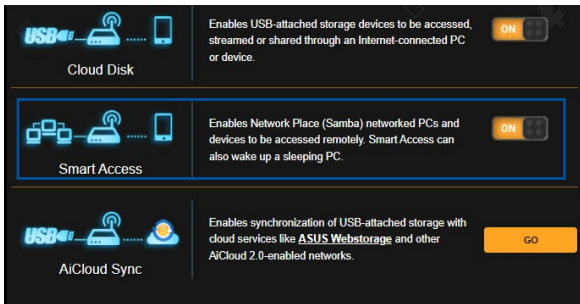 USB
Enables USB-attached storage devices to be accessed,
streamed or shared through an Internet-connected PC
or device.
ON
Cloud Disk
Enables Network Place (Samba) networked PCs and
devices to be accessed remotely. Smart Access can
also wake up a sleeping PC.
ON
Smart Access
USB
Enables synchronization of USB-attached storage with
cloud services like ASUS Webstorage and other
AiCloud 2.0-enabled networks.
GO
AiCloud Sync